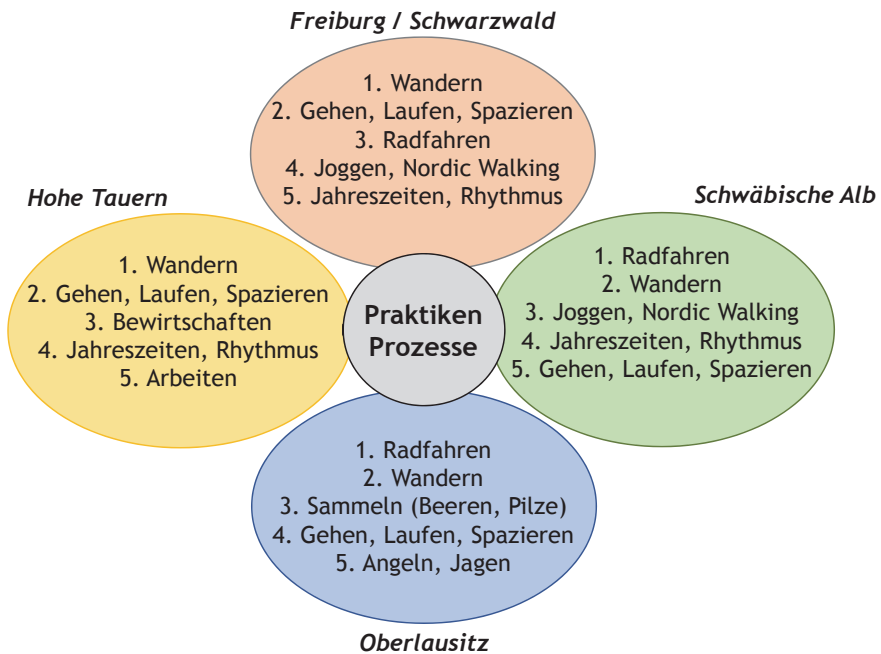 Freiburg / Schwarzwald
1. Wandern
2. Gehen, Laufen, Spazieren
3. Radfahren
4. Joggen, Nordic Walking
5. Jahreszeiten, Rhythmus
Hohe Tauern
1. Wandern
2. Gehen, Laufen, Spazieren
3. Bewirtschaften
4. Jahreszeiten, Rhythmus
5. Arbeiten
Praktiken
Prozesse
Schwäbische Alb
1. Radfahren
2. Wandern
3. Joggen, Nordic Walking
4. Jahreszeiten, Rhythmus
5. Gehen, Laufen, Spazieren
1. Radfahren
2. Wandern
3. Sammeln (Beeren, Pilze)
4. Gehen, Laufen, Spazieren
5. Angeln, Jagen
Oberlausitz